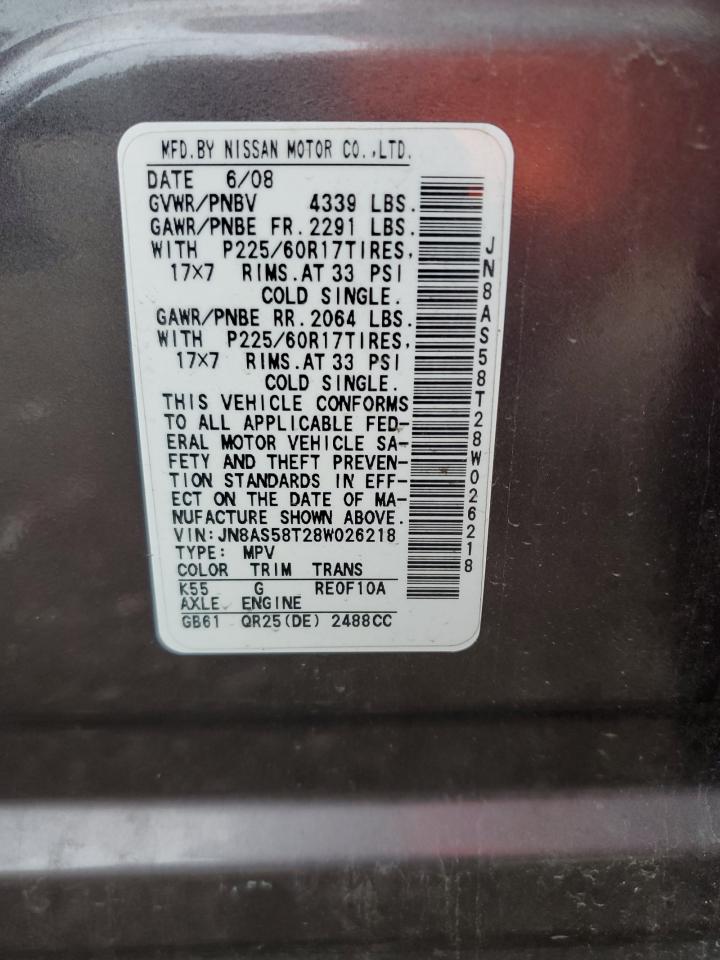 MFD.BY NISSAN MOTOR CO.,LTD.
DATE 6/08
GVWR/PNBV 4339 LBS.
GAWR/PNBE FR.2291 LBS.
WITH P225/60R17TIRES,
17×7 RIMS.AT 33 PSI
COLD SINGLE.
GAWR/PNBE RR.2064 LBS.
WITH P225/60R17TIRES,
17×7 RIMS.AT 33 PSI
COLD SINGLE.
THIS VEHICLE CONFORMS
TO ALL APPLICABLE FED-
ERAL MOTOR VEHICLE SA-
FETY AND THEFT PREVEN-
TION STANDARDS IN EFF-
ECT ON THE DATE OF MA-
NUFACTURE SHOWN ABOVE.
VIN:JN8AS58T28W026218
TYPE: MPV
COLOR TRIM TRANS
K55 G RE0F10A
AXLE ENGINE
GB61 QR25(DE) 2488CC
JN8AS58T28W026218